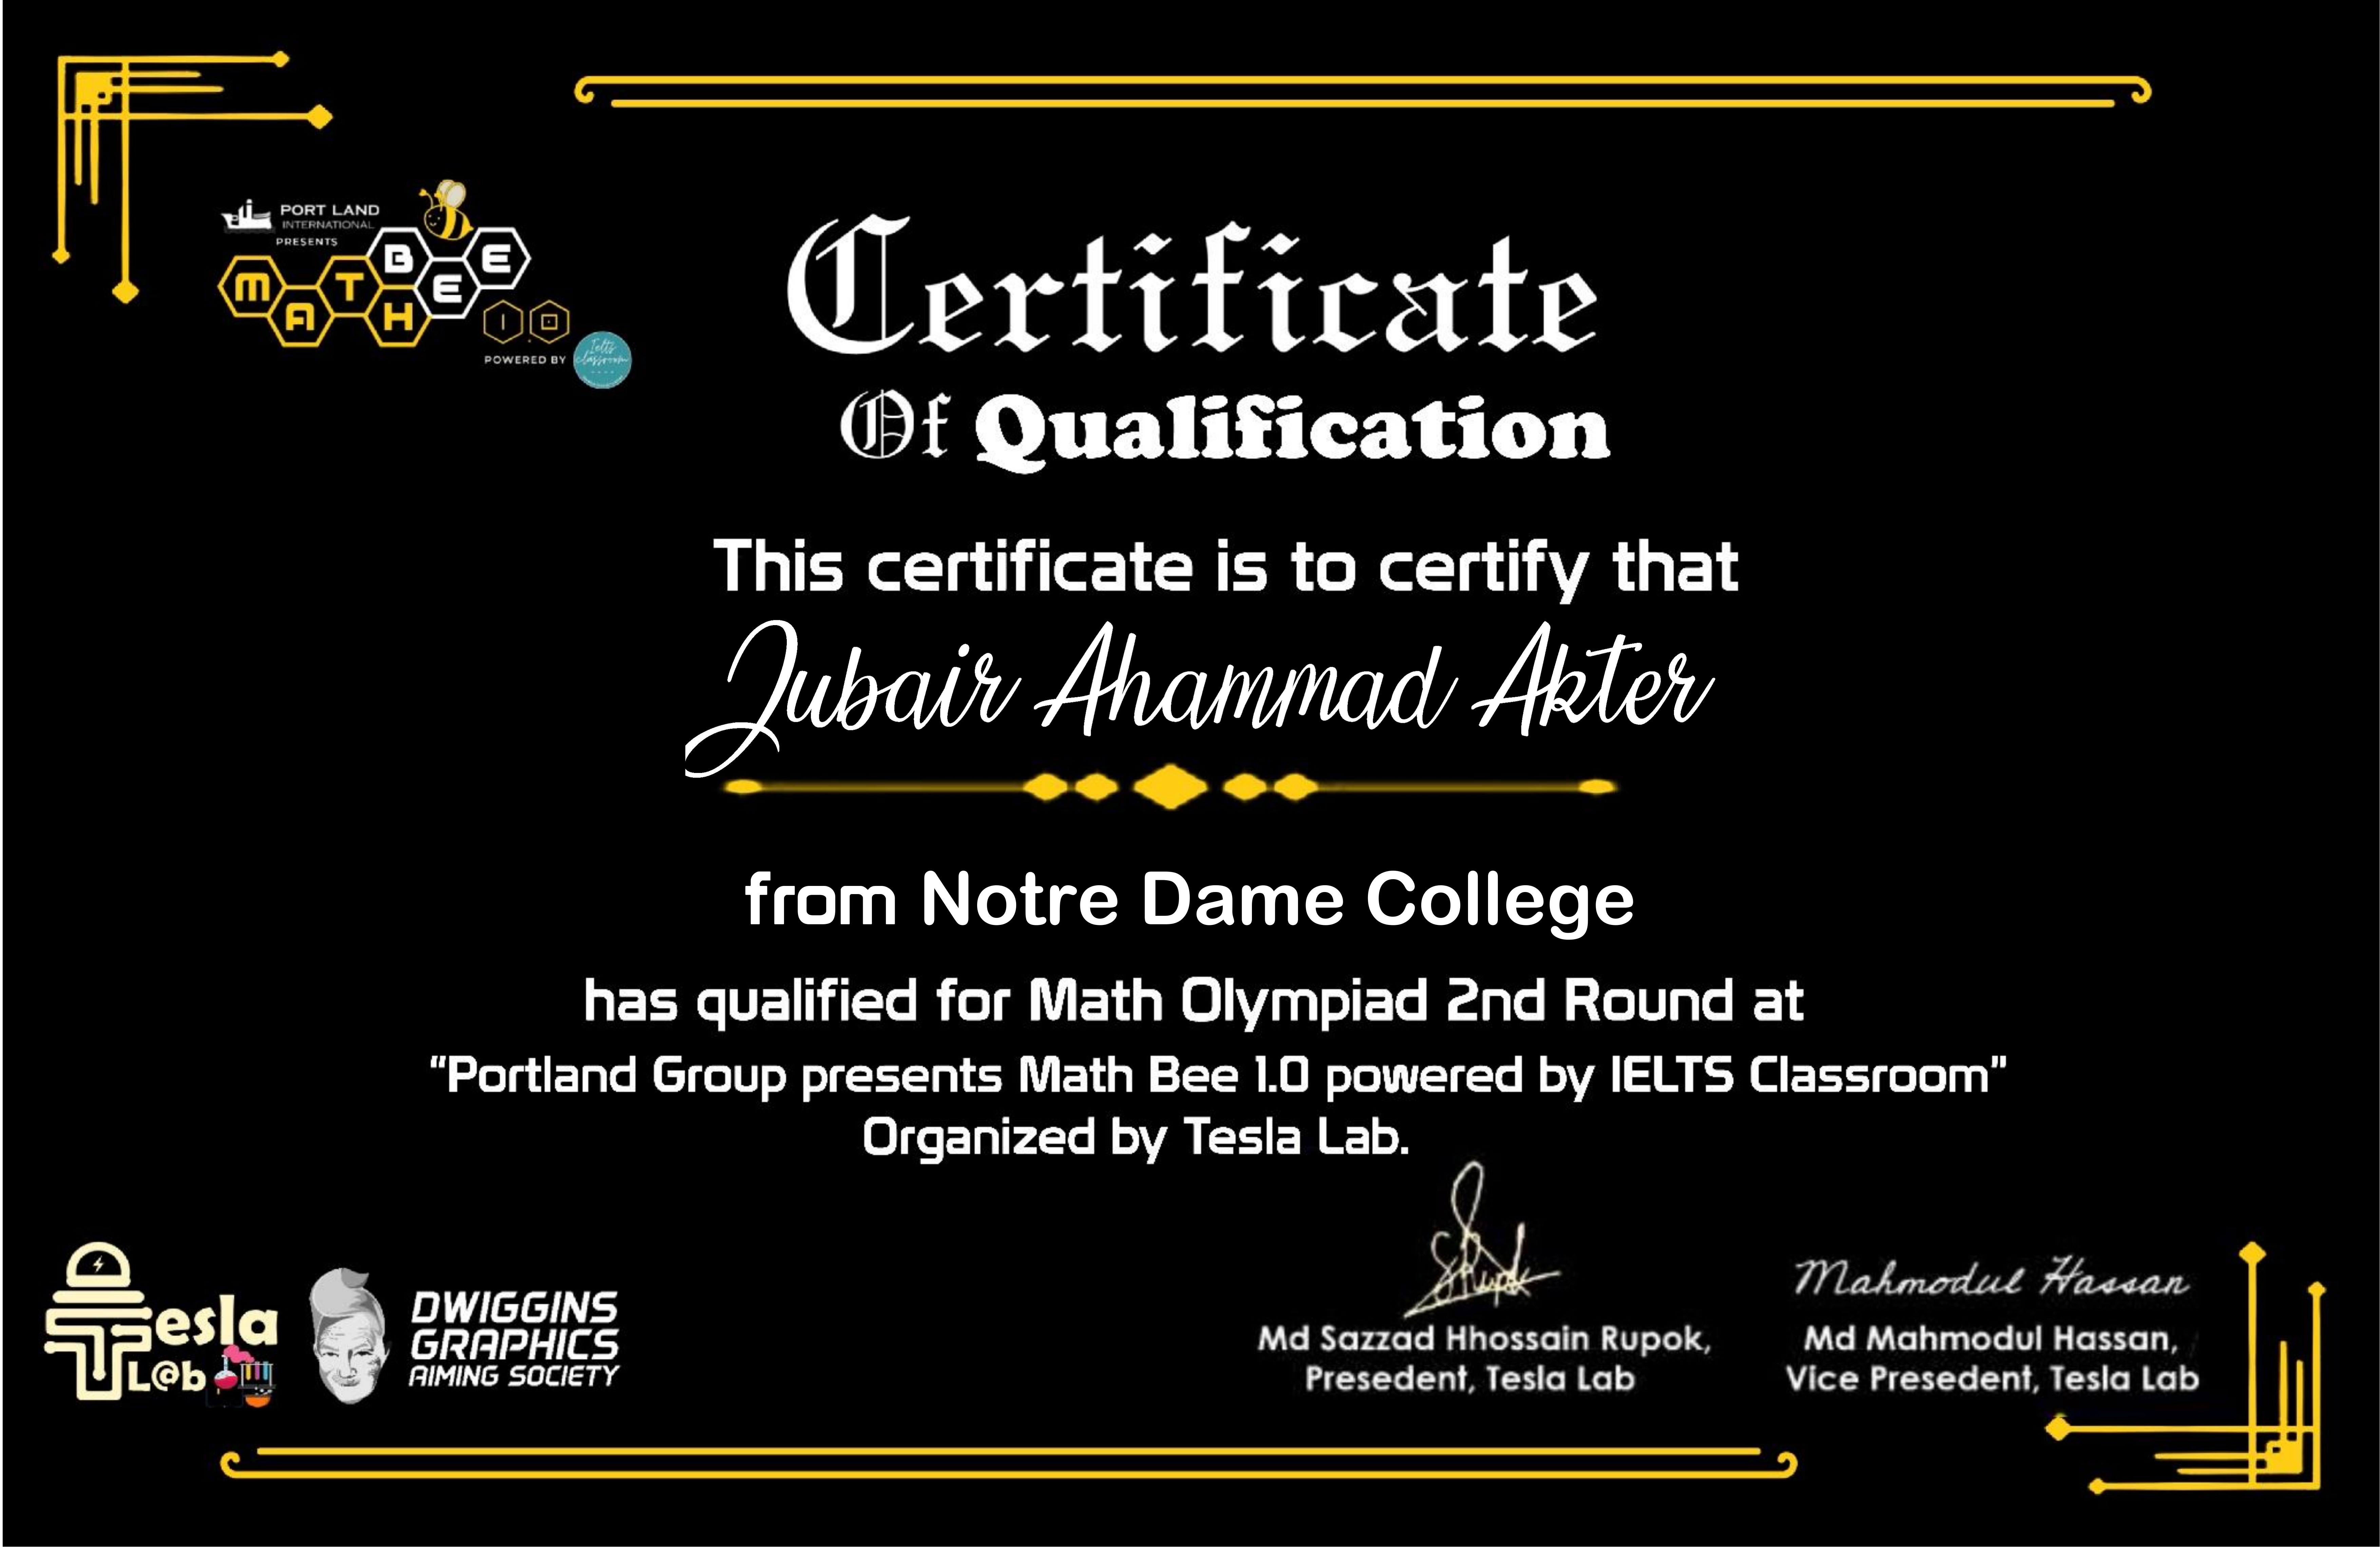 PORT LAND
INTERNATIONAL
PRESENTS
MATH BEE
1.0
POWERED BY
Ielts
classroom
Certificate
Of Qualification
This certificate is to certify that
Jubair Ahammad Akter
from Notre Dame College
has qualified for Math Olympiad 2nd Round at
“Portland Group presents Math Bee 1.0 powered by IELTS Classroom”
Organized by Tesla Lab.
Tesla
L@b
DWIGGINS
GRAPHICS
AIMING SOCIETY
Md Sazzad Hhossain Rupok,
Presedent, Tesla Lab
Mahmodul Hassan
Md Mahmodul Hassan,
Vice Presedent, Tesla Lab